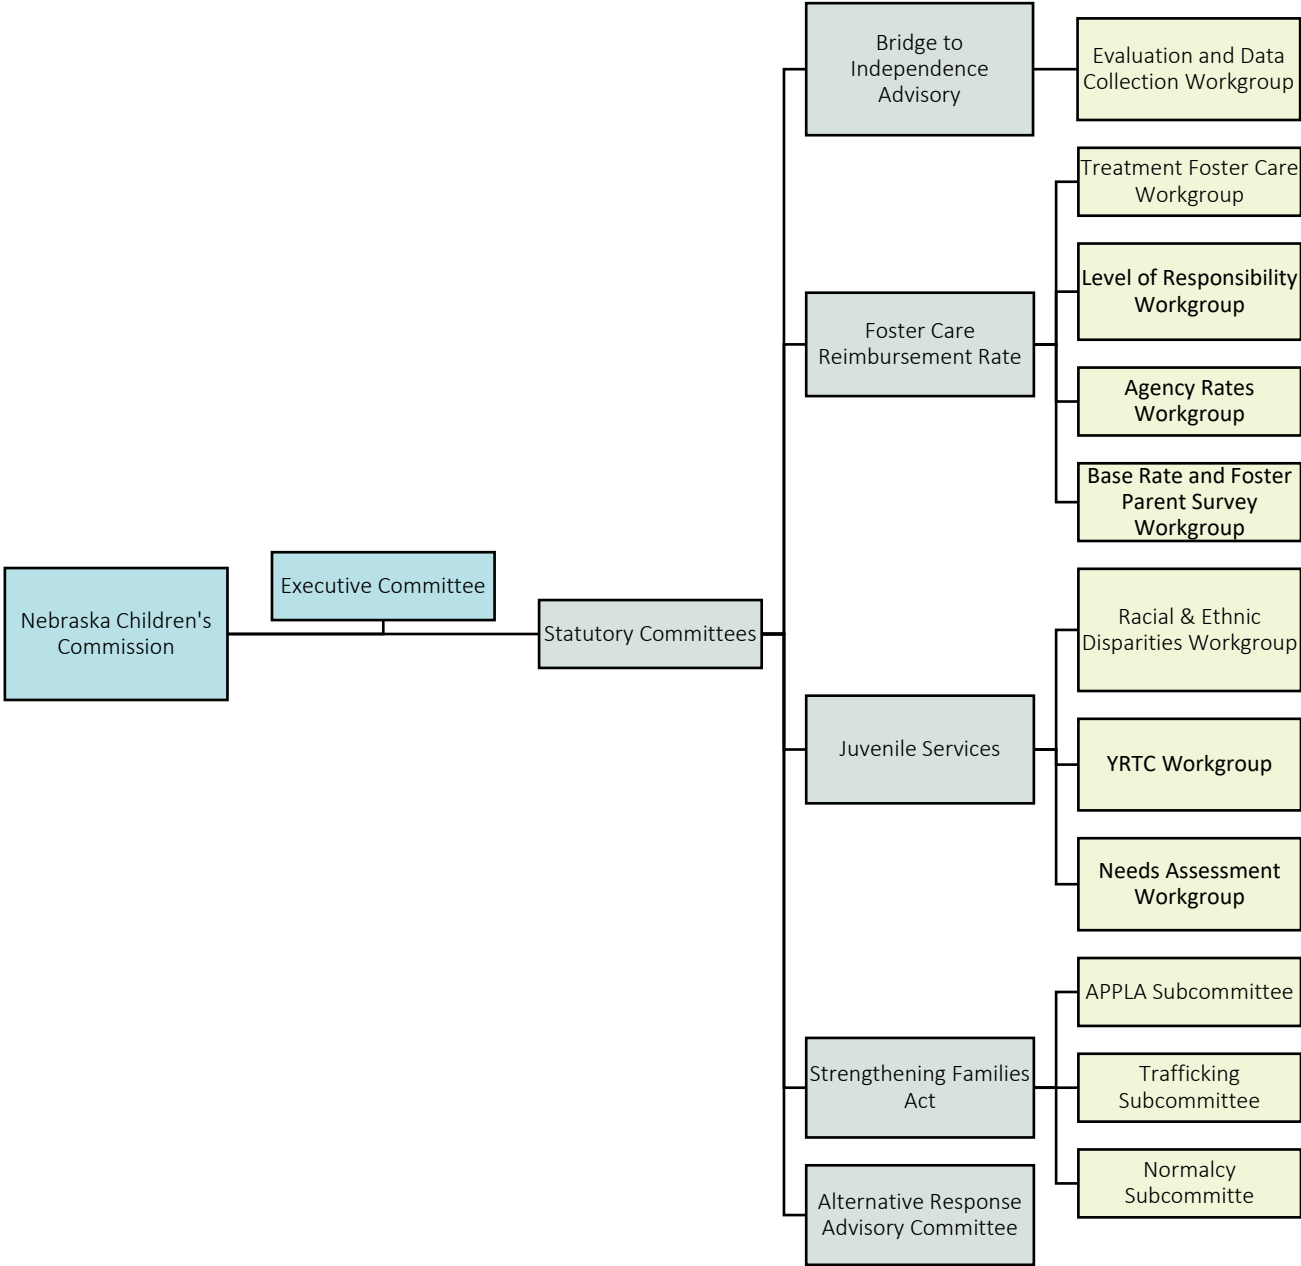 Nebraska Children's
Commission
Executive Committee
Statutory Committees
Bridge to
Independence
Advisory
Evaluation and Data
Collection Workgroup
Foster Care
Reimbursement Rate
Treatment Foster Care
Workgroup
Level of Responsibility
Workgroup
Agency Rates
Workgroup
Base Rate and Foster
Parent Survey
Workgroup
Juvenile Services
Racial & Ethnic
Disparities Workgroup
YRTC Workgroup
Needs Assessment
Workgroup
Strengthening Families
Act
APPLA Subcommittee
Trafficking
Subcommittee
Normalcy
Subcommitte
Alternative Response
Advisory Committee